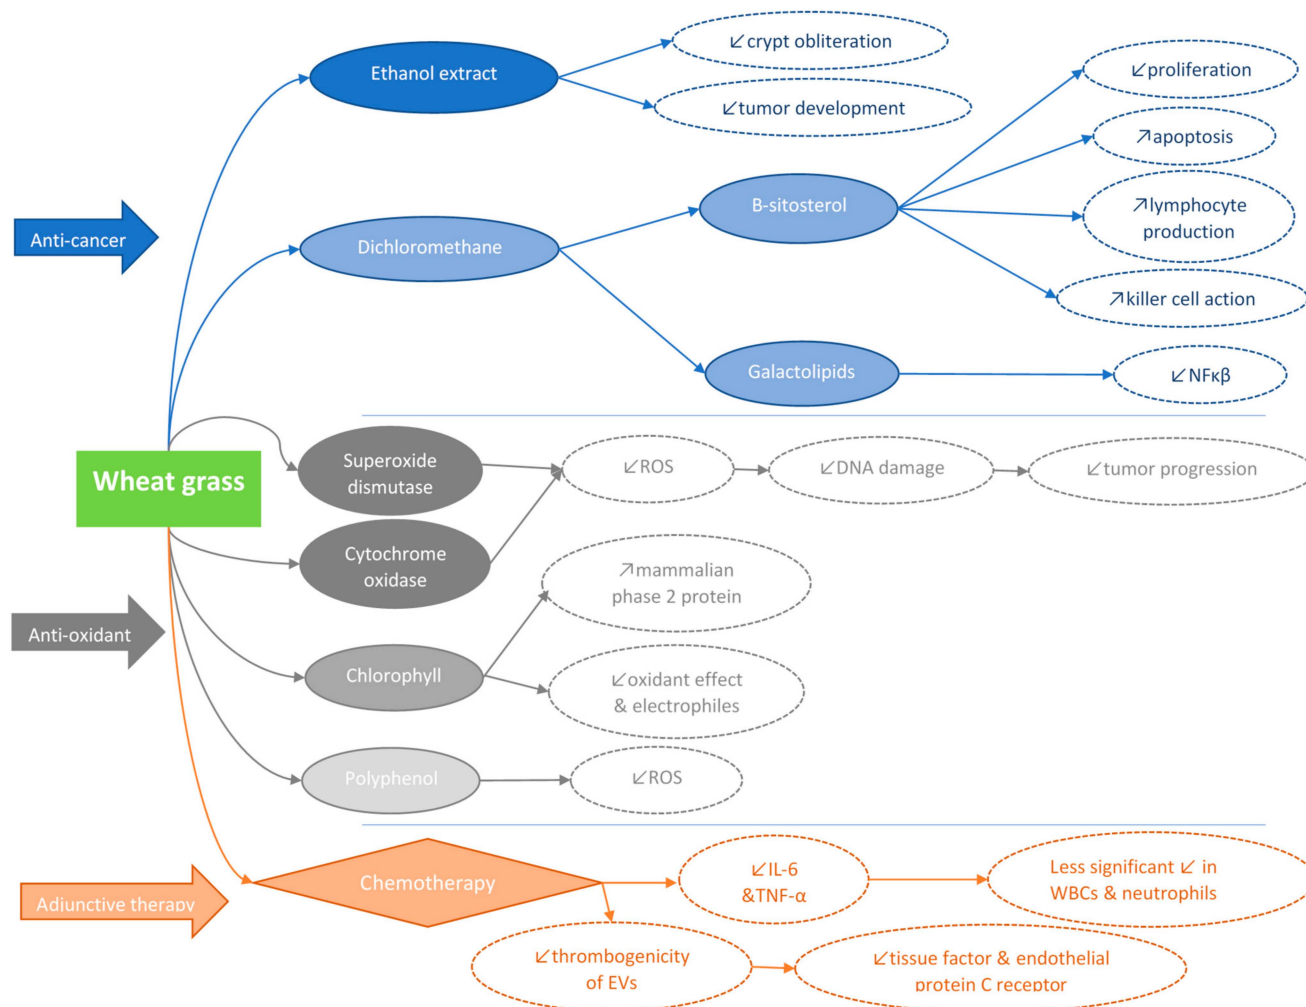 Ethanol extract
↙crypt obliteration
↙tumor development
↙proliferation
↗apoptosis
↗lymphocyte
production
↗killer cell action
B-sitosterol
Anti-cancer
Dichloromethane
Galactolipids
↙NFκβ
Wheat grass
Superoxide
dismutase
↙ROS
↙DNA damage
↙tumor progression
Cytochrome
oxidase
↗mammalian
phase 2 protein
Anti-oxidant
Chlorophyll
↙oxidant effect
& electrophiles
Polyphenol
↙ROS
Adjunctive therapy
Chemotherapy
↙IL-6
&TNF-α
Less significant ↙ in
WBCs & neutrophils
↙thrombogenicity
of EVs
↙tissue factor & endothelial
protein C receptor